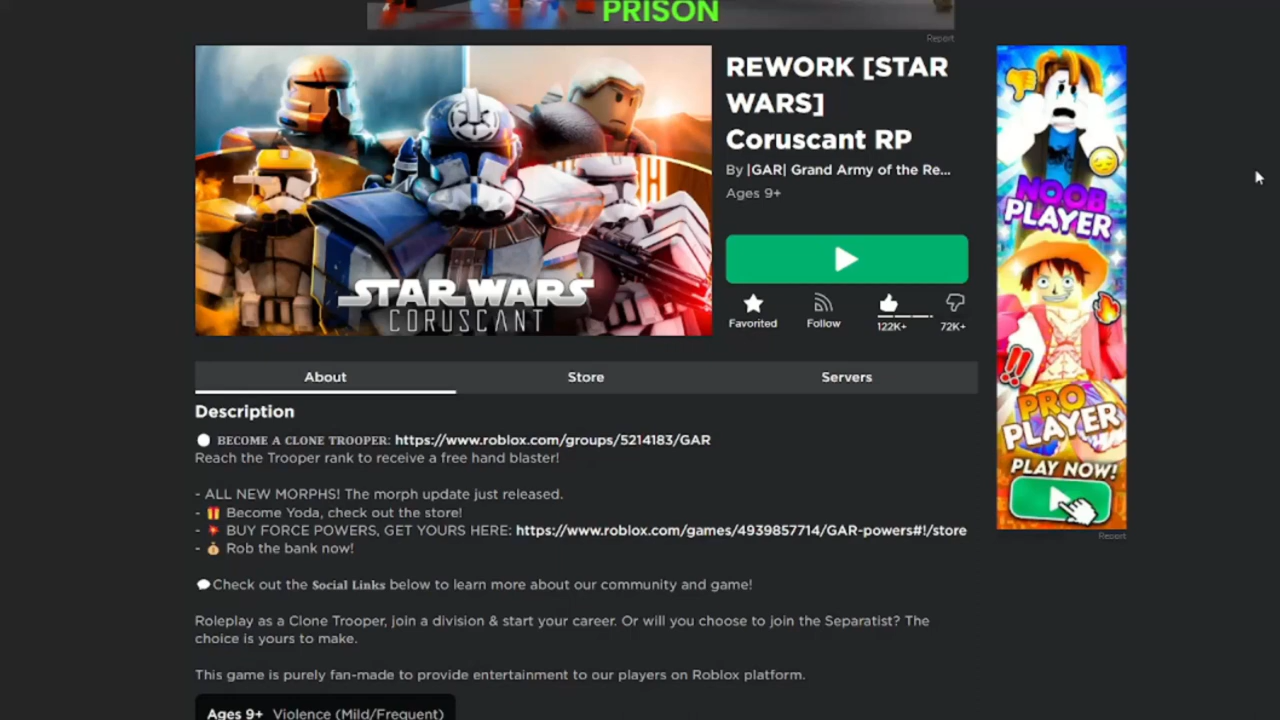 PRISON
Report
REWORK [STAR
WARS]
Coruscant RP
By |GAR| Grand Army of the Re...
Ages 9+
STAR WARS
CORUSCANT
Favorited
Follow
122K+
72K+
NOOB
PLAYER
PRO
PLAYER
PLAY NOW!
Report
About
Store
Servers
Description
BECOME A CLONE TROOPER: https://www.roblox.com/groups/5214183/GAR
Reach the Trooper rank to receive a free hand blaster!
- ALL NEW MORPHS! The morph update just released.
- 🎁 Become Yoda, check out the store!
- 💥 BUY FORCE POWERS, GET YOURS HERE: https://www.roblox.com/games/4939857714/GAR-powers#!/store
- 💰 Rob the bank now!
💬Check out the Social Links below to learn more about our community and game!
Roleplay as a Clone Trooper, join a division & start your career. Or will you choose to join the Separatist? The
choice is yours to make.
This game is purely fan-made to provide entertainment to our players on Roblox platform.
Ages 9+ Violence (Mild/Frequent)